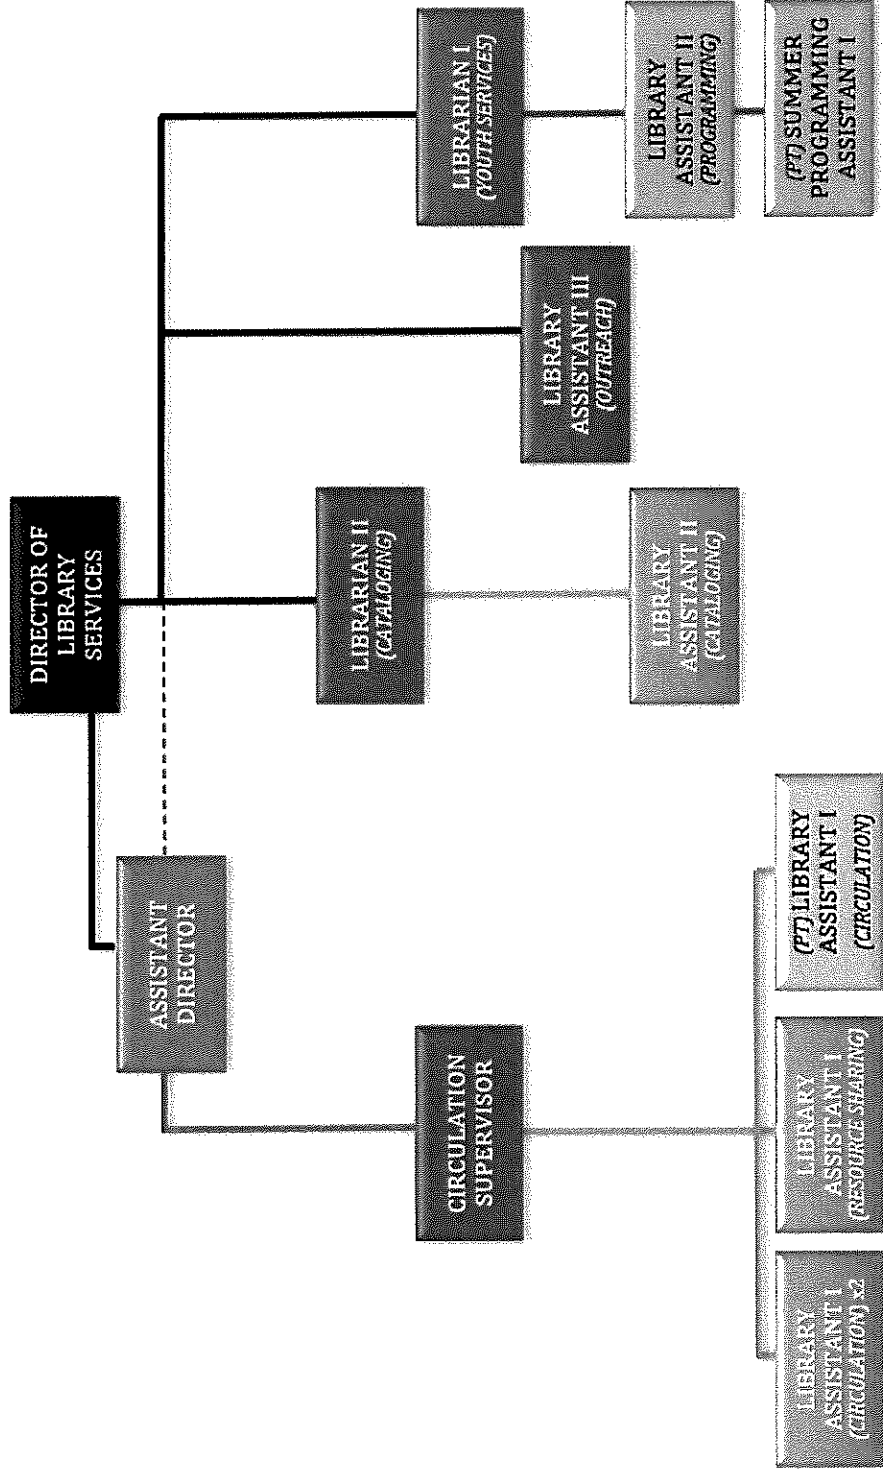 DIRECTOR OF
LIBRARY
SERVICES
ASSISTANT
DIRECTOR
LIBRARIAN II
(CATALOGING)
LIBRARIAN I
(YOUTH SERVICES)
CIRCULATION
SUPERVISOR
LIBRARY
ASSISTANT III
(OUTREACH)
LIBRARY
ASSISTANT II
(CATALOGING)
LIBRARY
ASSISTANT II
(PROGRAMMING)
LIBRARY
ASSISTANT I
(CIRCULATION) x2
LIBRARY
ASSISTANT I
(RESOURCE SHARING)
(PT) LIBRARY
ASSISTANT I
(CIRCULATION)
(PT) SUMMER
PROGRAMMING
ASSISTANT I